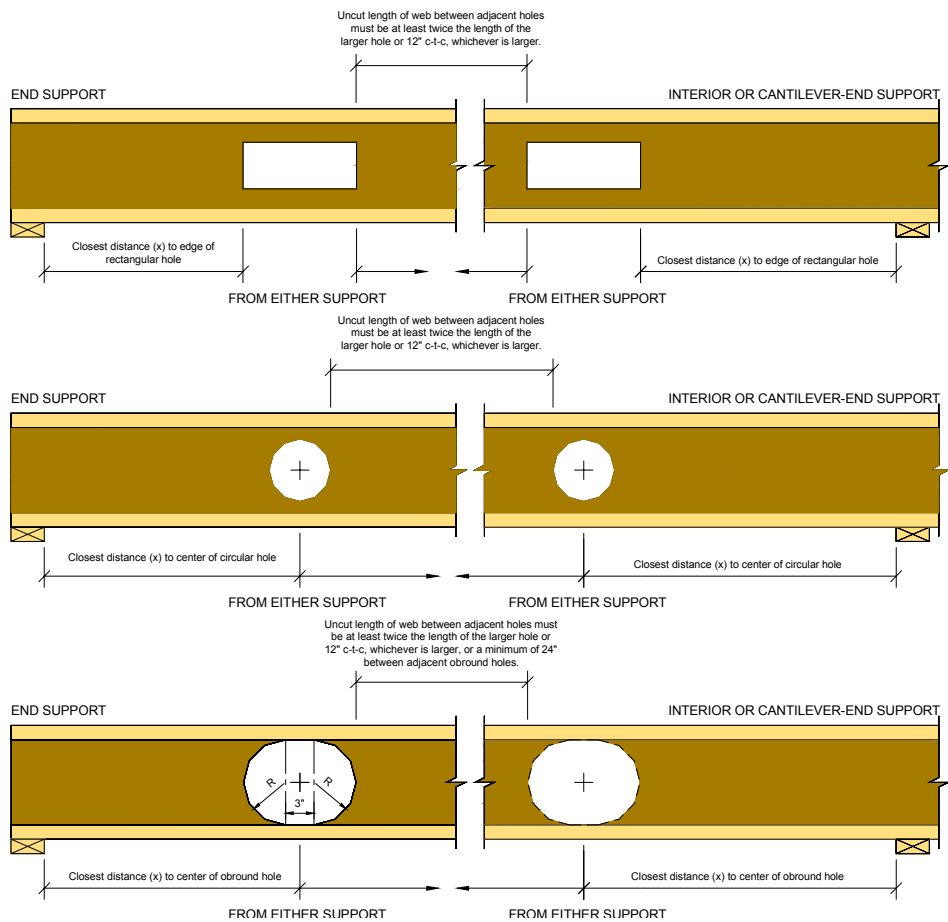 Uncut length of web between adjacent holes
must be at least twice the length of the
larger hole or 12" c-t-c, whichever is larger.
END SUPPORT
INTERIOR OR CANTILEVER-END SUPPORT
Closest distance (x) to edge of
rectangular hole
Closest distance (x) to edge of rectangular hole
FROM EITHER SUPPORT
FROM EITHER SUPPORT
Uncut length of web between adjacent holes
must be at least twice the length of the
larger hole or 12" c-t-c, whichever is larger.
END SUPPORT
INTERIOR OR CANTILEVER-END SUPPORT
Closest distance (x) to center of circular hole
Closest distance (x) to center of circular hole
FROM EITHER SUPPORT
FROM EITHER SUPPORT
Uncut length of web between adjacent holes must
be at least twice the length of the larger hole or
12" c-t-c, whichever is larger, or a minimum of 24"
between adjacent obround holes.
END SUPPORT
INTERIOR OR CANTILEVER-END SUPPORT
R
R
3"
Closest distance (x) to center of obround hole
Closest distance (x) to center of obround hole
FROM EITHER SUPPORT
FROM EITHER SUPPORT